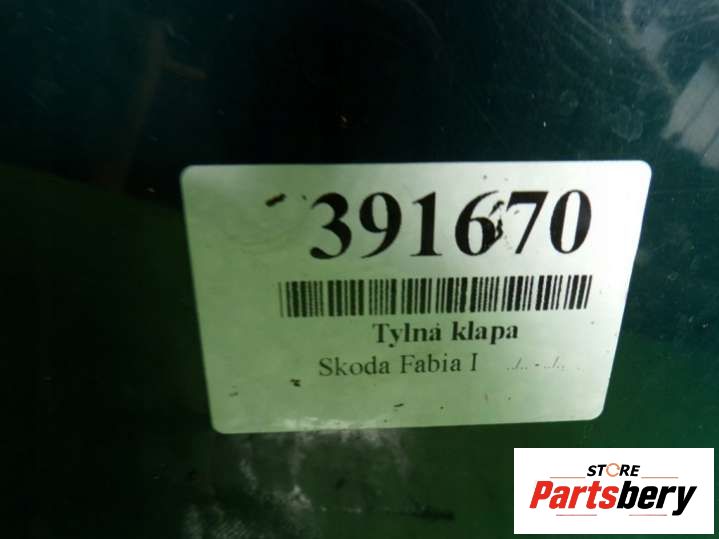 391670
Tylna klapa
Skoda Fabia I ../.. - ../..
STORE
Partsbery